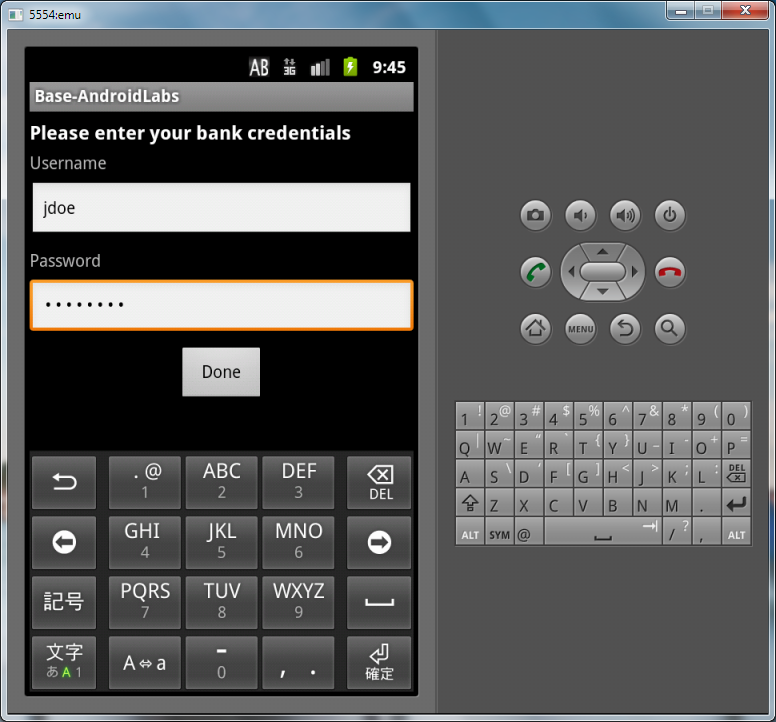 5554:emu
AB 3G 9:45
Base-AndroidLabs
Please enter your bank credentials
Username
jdoe
Password
••••••••
Done
. @ ABC DEF DEL
1 2 3
GHI JKL MNO
4 5 6
記号 PQRS TUV WXYZ
7 8 9
文字 A⇔a - , .
あ A 1 0 確定
MENU
1 ! 2 @ 3 # 4 $ 5 % 6 ^ 7 & 8 * 9 ( 0 )
Q | W ~ E “ R ` T { Y } U _ I - O + P =
A S \ D ‘ F [ G ] H < J > K ; L : DEL
Z X C V B N M .
ALT SYM @ / ? , ALT